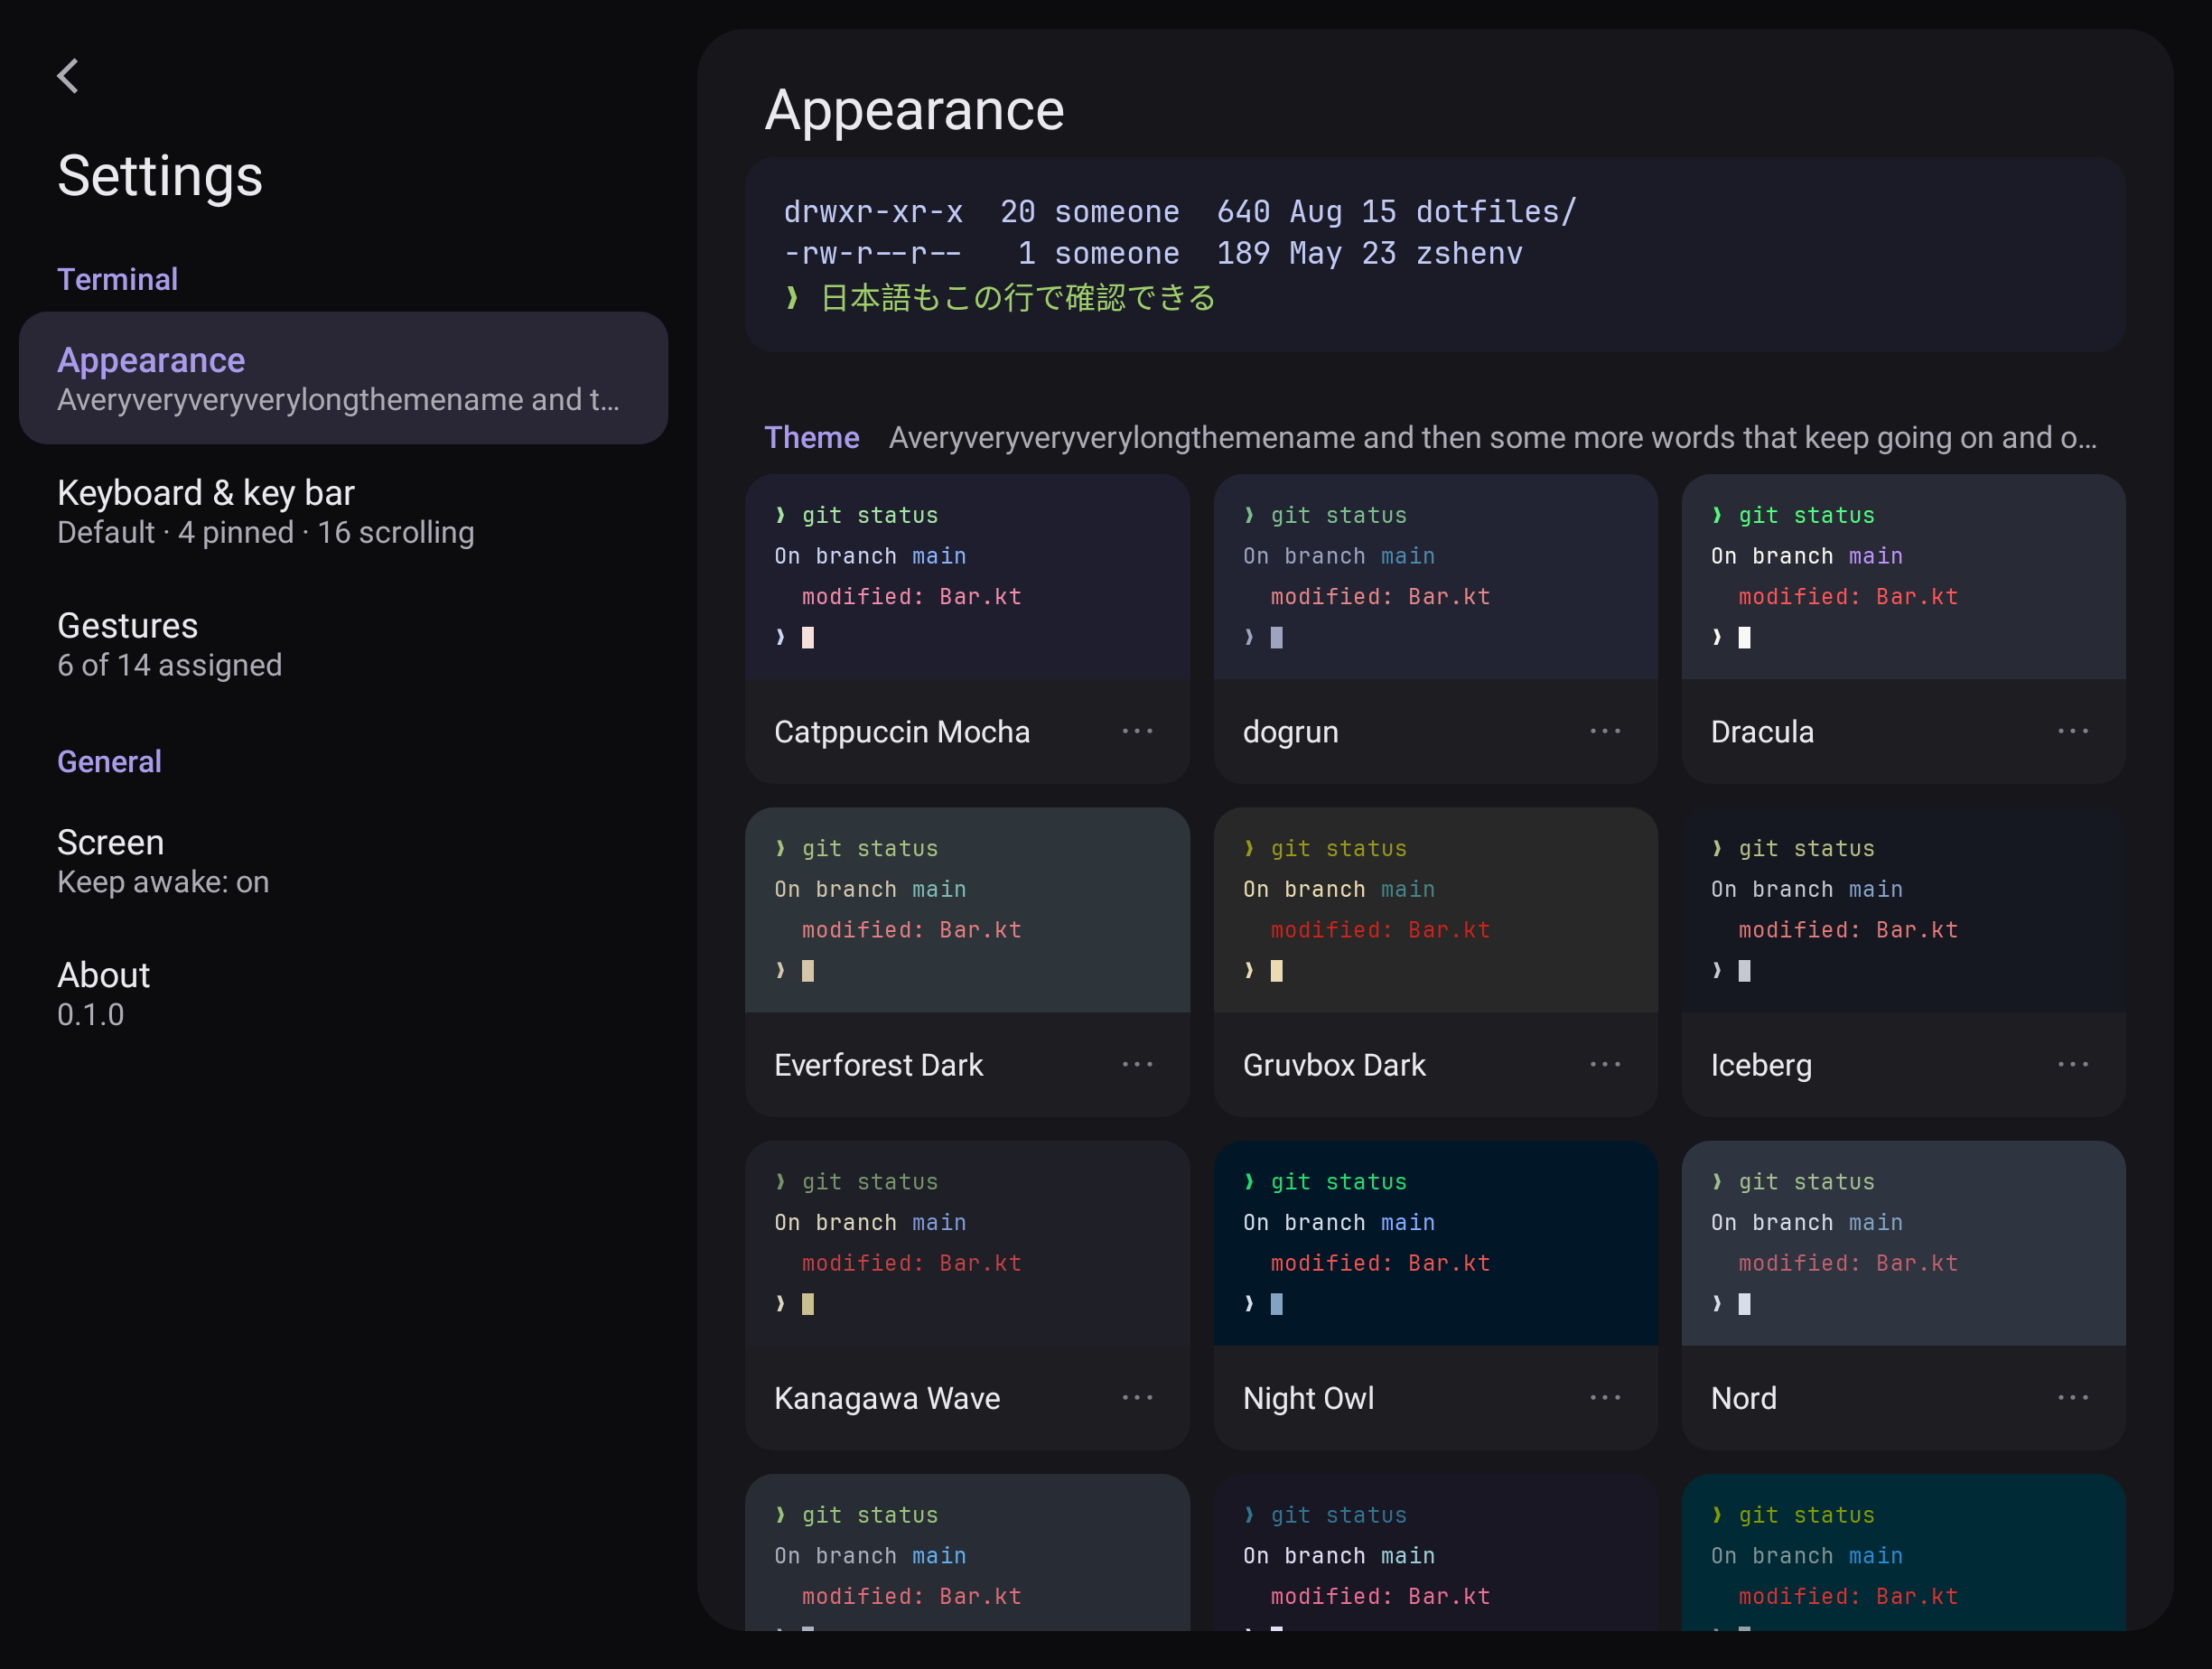 Settings
Terminal
Appearance
Averyveryveryverylongthemename and t…
Keyboard & key bar
Default · 4 pinned · 16 scrolling
Gestures
6 of 14 assigned
General
Screen
Keep awake: on
About
0.1.0
Appearance
drwxr-xr-x  20 someone  640 Aug 15 dotfiles/
-rw-r--r--   1 someone  189 May 23 zshenv
❯ 日本語もこの行で確認できる
Theme Averyveryveryverylongthemename and then some more words that keep going on and o…
❯ git status
On branch main
modified: Bar.kt
❯
Catppuccin Mocha ···
❯ git status
On branch main
modified: Bar.kt
❯
dogrun ···
❯ git status
On branch main
modified: Bar.kt
❯
Dracula ···
❯ git status
On branch main
modified: Bar.kt
❯
Everforest Dark ···
❯ git status
On branch main
modified: Bar.kt
❯
Gruvbox Dark ···
❯ git status
On branch main
modified: Bar.kt
❯
Iceberg ···
❯ git status
On branch main
modified: Bar.kt
❯
Kanagawa Wave ···
❯ git status
On branch main
modified: Bar.kt
❯
Night Owl ···
❯ git status
On branch main
modified: Bar.kt
❯
Nord ···
❯ git status
On branch main
modified: Bar.kt
❯ git status
On branch main
modified: Bar.kt
❯ git status
On branch main
modified: Bar.kt